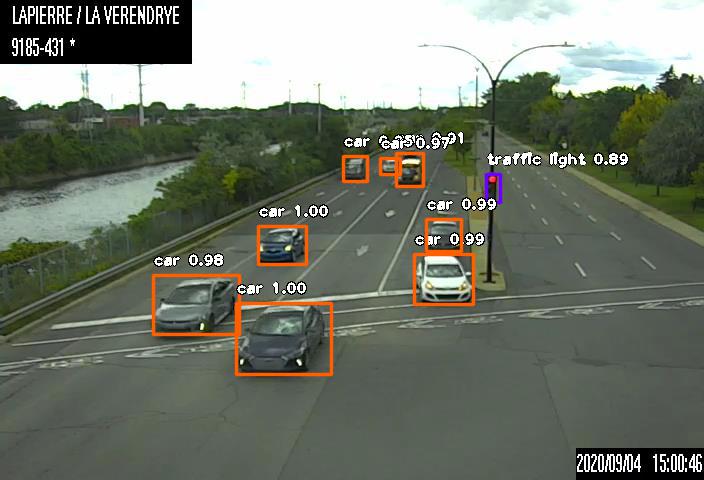 LAPIERRE / LA VERENDRYE
9185-431 *
car 0.97
traffic light 0.89
car 1.00
car 0.99
car 0.99
car 0.98
car 1.00
2020/09/04 15:00:46